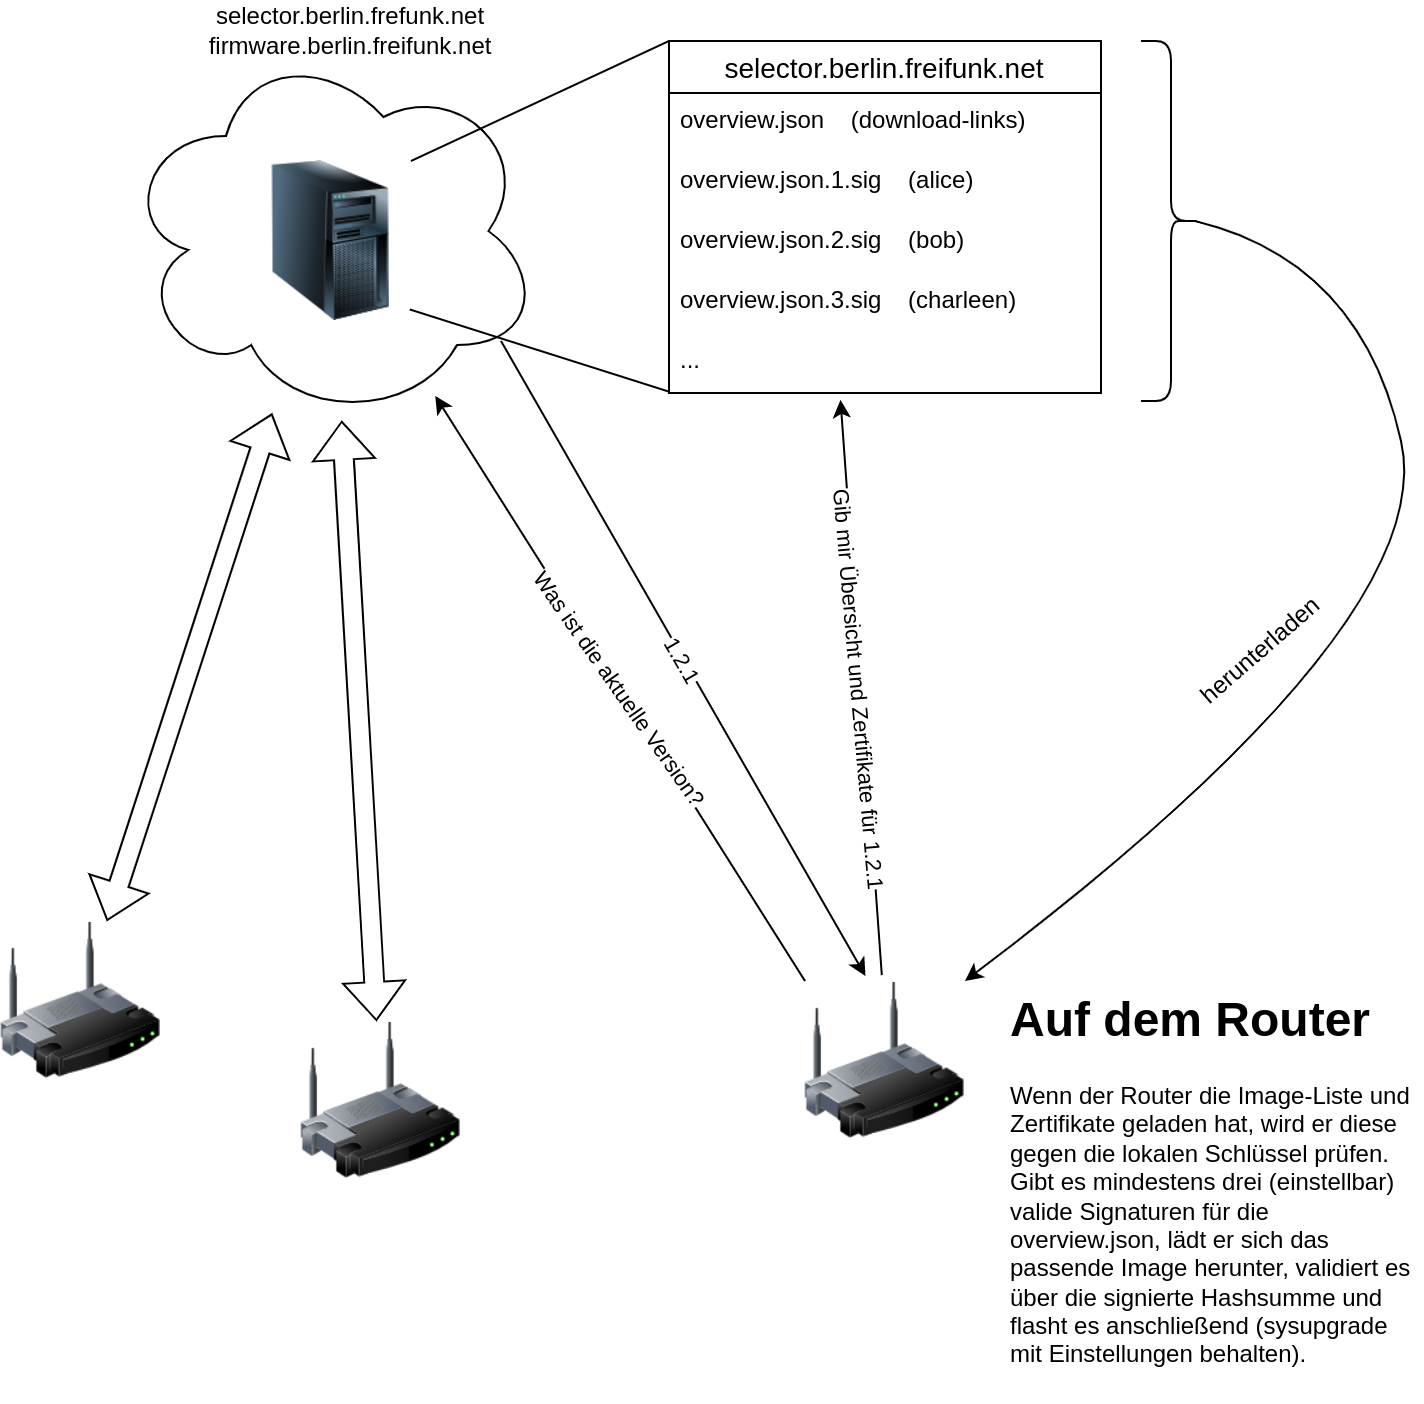 selector.berlin.frefunk.net
firmware.berlin.freifunk.net
selector.berlin.freifunk.net
overview.json (download-links)
overview.json.1.sig (alice)
overview.json.2.sig (bob)
overview.json.3.sig (charleen)
...
Was ist die aktuelle Version?
1.2.1
Gib mir Übersicht und Zertifikate für 1.2.1
herunterladen
Auf dem Router
Wenn der Router die Image-Liste und
Zertifikate geladen hat, wird er diese
gegen die lokalen Schlüssel prüfen.
Gibt es mindestens drei (einstellbar)
valide Signaturen für die
overview.json, lädt er sich das
passende Image herunter, validiert es
über die signierte Hashsumme und
flasht es anschließend (sysupgrade
mit Einstellungen behalten).